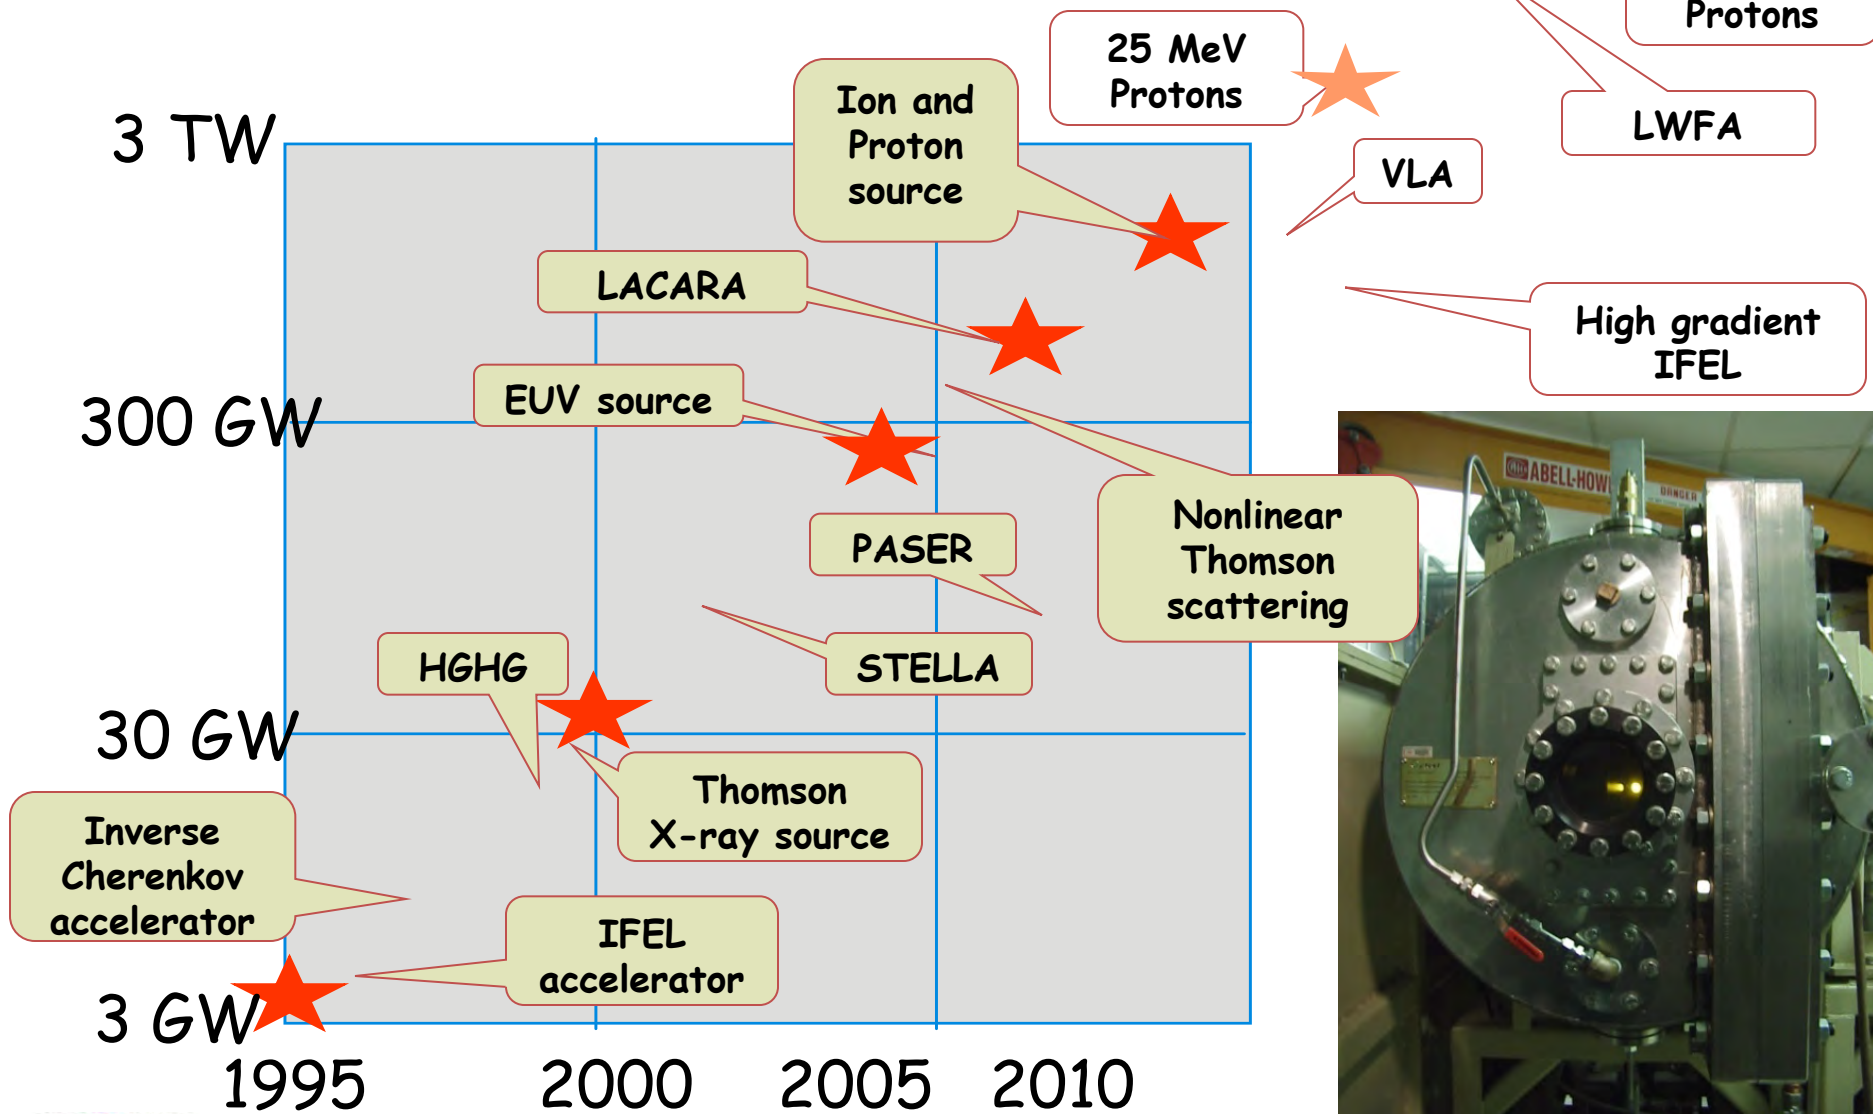 Protons
25 MeV
Protons
LWFA
Ion and
Proton
source
3 TW
VLA
LACARA
High gradient
IFEL
EUV source
300 GW
ABELL-HOW
DANGER
Nonlinear
Thomson
scattering
PASER
HGHG
STELLA
30 GW
Thomson
X-ray source
Inverse
Cherenkov
accelerator
IFEL
accelerator
3 GW
1995
2000
2005
2010